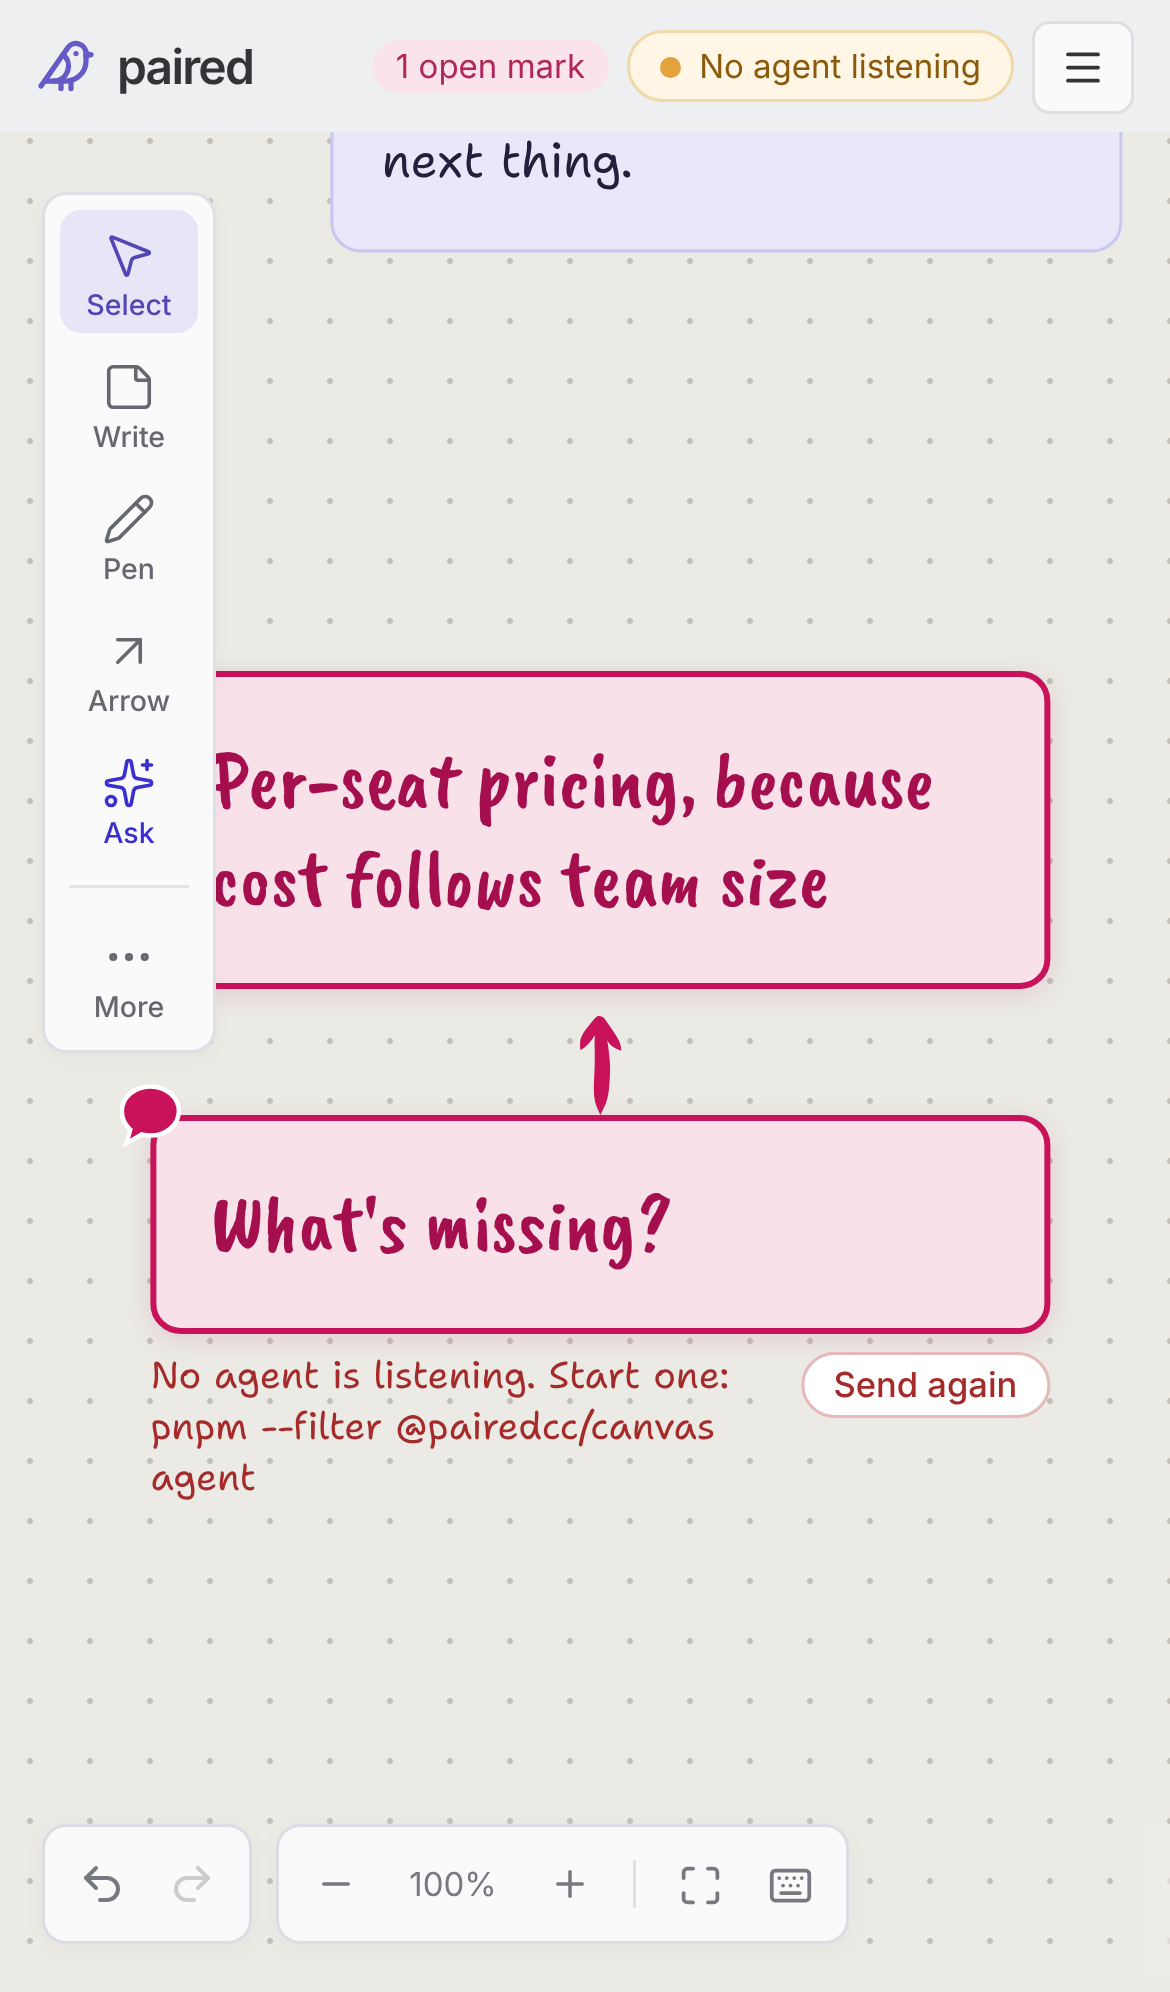 paired
1 open mark
No agent listening
next thing.
Select
Write
Pen
Arrow
Ask
More
Per-seat pricing, because
cost follows team size
What's missing?
No agent is listening. Start one:
pnpm --filter @pairedcc/canvas
agent
Send again
100%